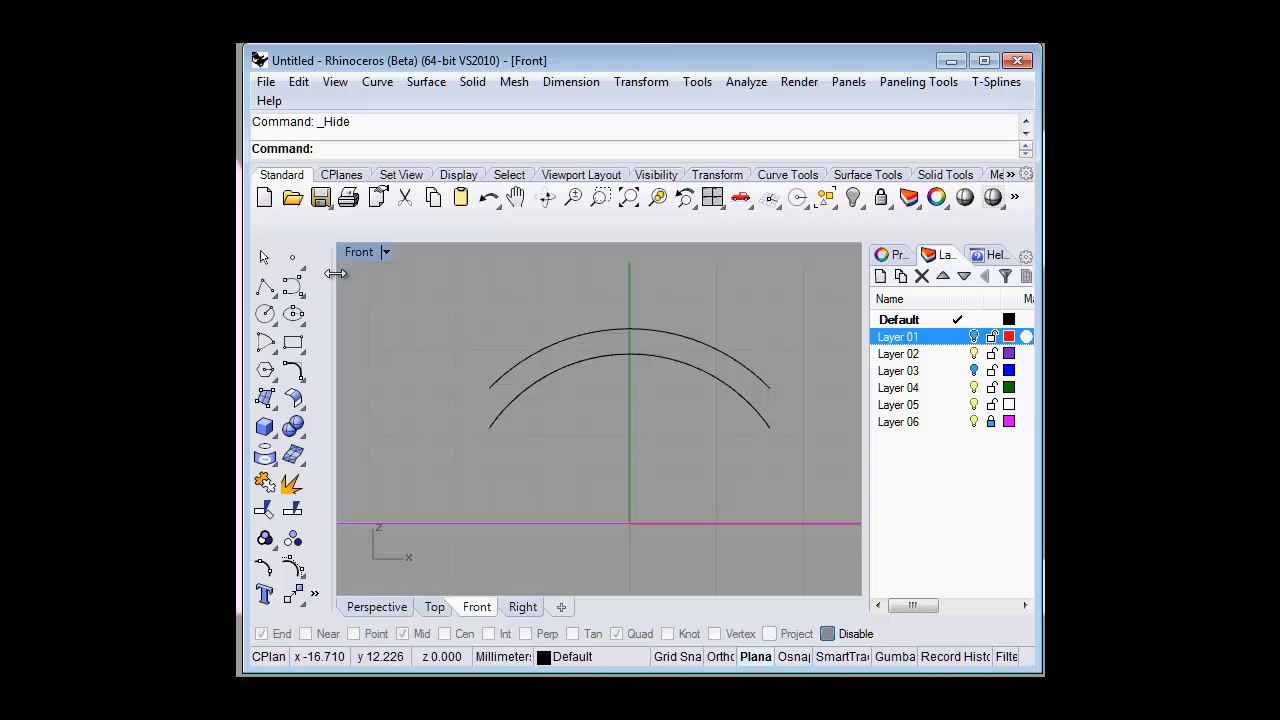 Untitled - Rhinoceros (Beta) (64-bit VS2010) - [Front]
File Edit View Curve Surface Solid Mesh Dimension Transform Tools Analyze Render Panels Paneling Tools T-Splines
Help
Command: _Hide
Command:
Standard CPlanes Set View Display Select Viewport Layout Visibility Transform Curve Tools Surface Tools Solid Tools Me
Front
Pr... La... Hel...
Name Ma
Default
Layer 01
Layer 02
Layer 03
Layer 04
Layer 05
Layer 06
z
x
Perspective Top Front Right
End Near Point Mid Cen Int Perp Tan Quad Knot Vertex Project Disable
CPlan x -16.710 y 12.226 z 0.000 Millimeters Default Grid Sna Ortho Plana Osnap SmartTrac Gumba Record Histo Filte